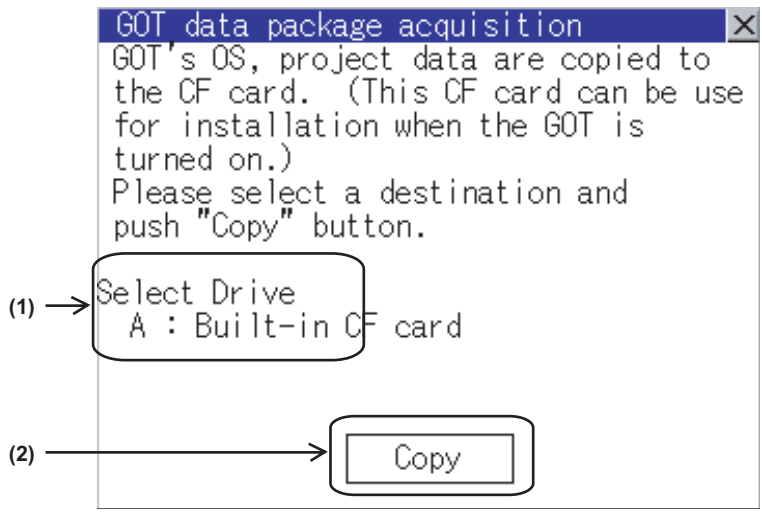 GOT data package acquisition
GOT's OS, project data are copied to
the CF card. (This CF card can be use
for installation when the GOT is
turned on.)
Please select a destination and
push "Copy" button.
(1)
Select Drive
A : Built-in CF card
(2)
Copy